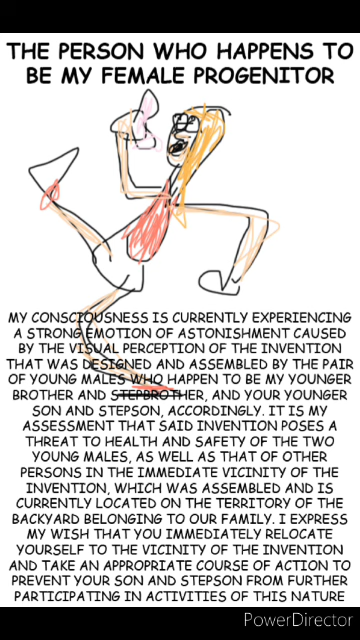 THE PERSON WHO HAPPENS TO
BE MY FEMALE PROGENITOR
MY CONSCIOUSNESS IS CURRENTLY EXPERIENCING
A STRONG EMOTION OF ASTONISHMENT CAUSED
BY THE VISUAL PERCEPTION OF THE INVENTION
THAT WAS DESIGNED AND ASSEMBLED BY THE PAIR
OF YOUNG MALES WHO HAPPEN TO BE MY YOUNGER
BROTHER AND STEPBROTHER, AND YOUR YOUNGER
SON AND STEPSON, ACCORDINGLY. IT IS MY
ASSESSMENT THAT SAID INVENTION POSES A
THREAT TO HEALTH AND SAFETY OF THE TWO
YOUNG MALES, AS WELL AS THAT OF OTHER
PERSONS IN THE IMMEDIATE VICINITY OF THE
INVENTION, WHICH WAS ASSEMBLED AND IS
CURRENTLY LOCATED ON THE TERRITORY OF THE
BACKYARD BELONGING TO OUR FAMILY. I EXPRESS
MY WISH THAT YOU IMMEDIATELY RELOCATE
YOURSELF TO THE VICINITY OF THE INVENTION
AND TAKE AN APPROPRIATE COURSE OF ACTION TO
PREVENT YOUR SON AND STEPSON FROM FURTHER
PARTICIPATING IN ACTIVITIES OF THIS NATURE
PowerDirector